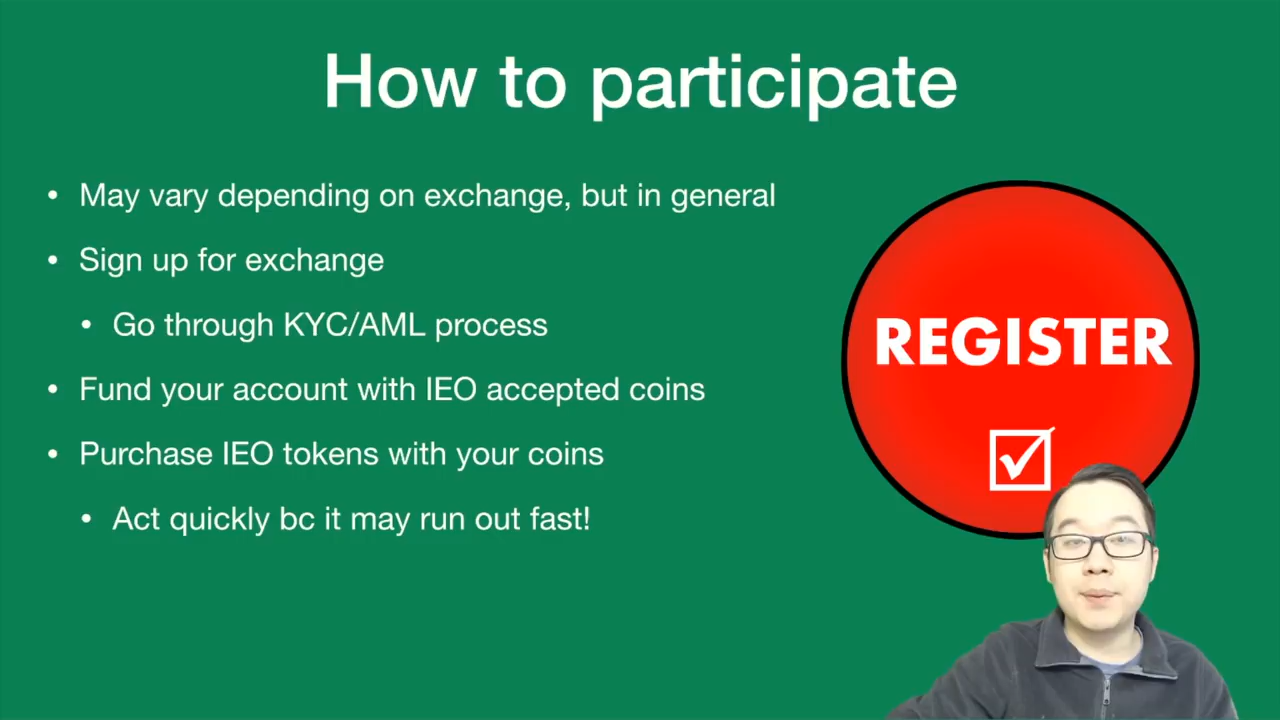 How to participate
• May vary depending on exchange, but in general
• Sign up for exchange
• Go through KYC/AML process
• Fund your account with IEO accepted coins
• Purchase IEO tokens with your coins
• Act quickly bc it may run out fast!
REGISTER